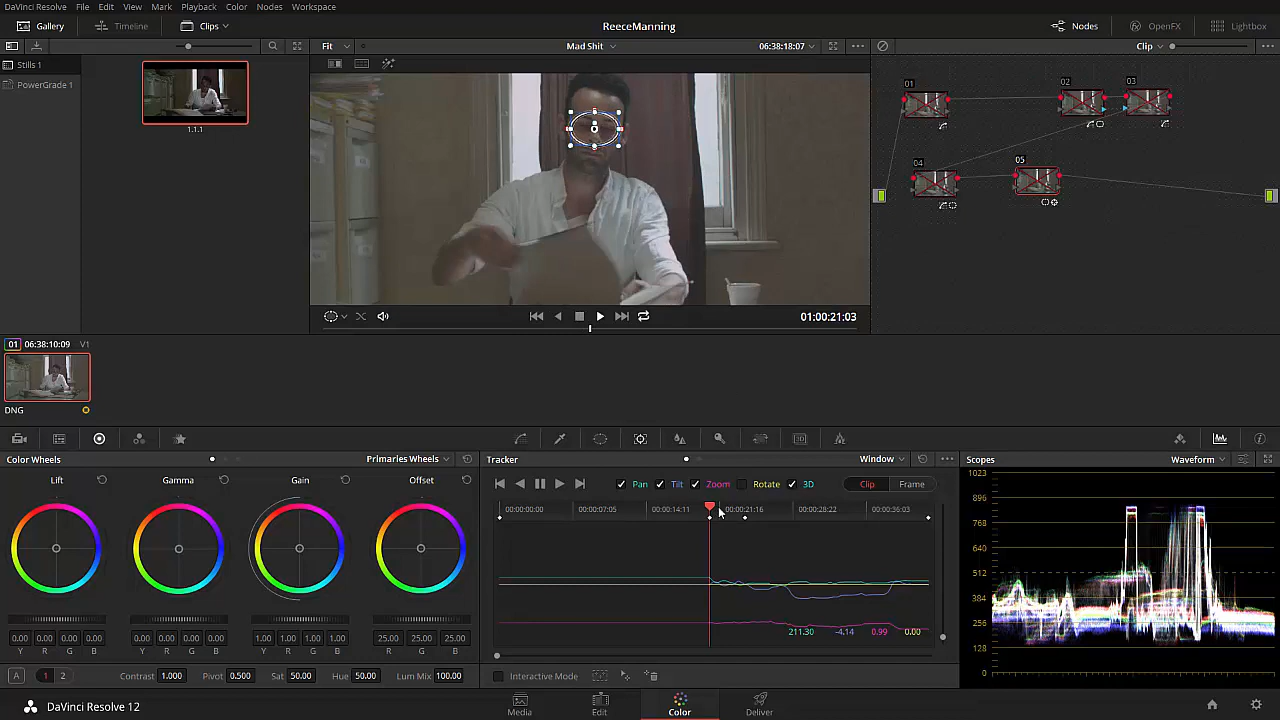 DaVinci Resolve File Edit Trim Timeline Clip Mark View Playback Color Nodes Workspace
Gallery Timeline Clips ReeceManning Nodes OpenFX Lightbox
Fit Mad Shit 06:38:18:07 Clip
Stills 1
PowerGrade 1
1.1.1
01 02 03
04 05
01:00:21:03
01 06:38:10:09 V1
DNG
Color Wheels Primaries Wheels Tracker Window Scopes Waveform
Lift Gamma Gain Offset
Pan Tilt Zoom Rotate 3D Clip Frame
00:00:00:00 00:00:07:05 00:00:14:11 00:00:21:16 00:00:28:22 00:00:36:03
1023
896
768
640
512
384
256
128
0
211.30 -4.14 0.99 0.00
0.00 0.00 0.00 0.00 0.00 0.00 0.00 0.00 1.00 1.00 1.00 1.00 25.00 25.00 25.00
Y R G B Y R G B Y R G B R G B
A 1 2 Contrast 1.000 Pivot 0.500 Sat 50.00 Hue 50.00 Lum Mix 100.00 Interactive Mode
DaVinci Resolve 12 Media Edit Color Deliver